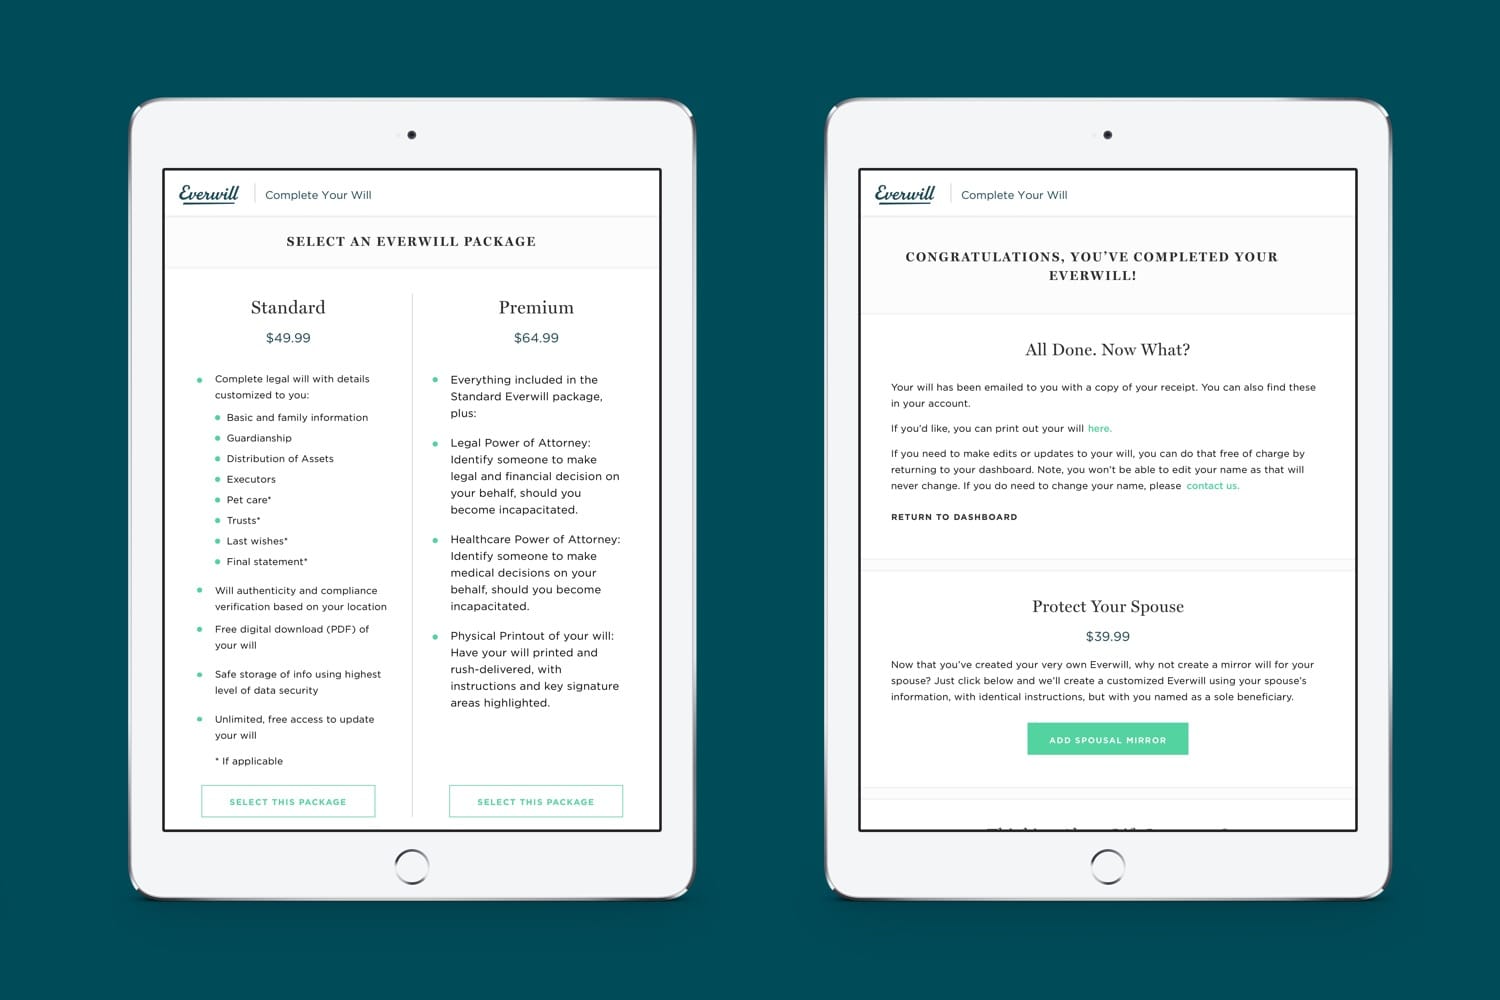 Everwill
Complete Your Will
SELECT AN EVERWILL PACKAGE
Standard
$49.99
Complete legal will with details
customized to you:
Basic and family information
Guardianship
Distribution of Assets
Executors
Pet care*
Trusts*
Last wishes*
Final statement*
Will authenticity and compliance
verification based on your location
Free digital download (PDF) of
your will
Safe storage of info using highest
level of data security
Unlimited, free access to update
your will
* If applicable
SELECT THIS PACKAGE
Premium
$64.99
Everything included in the
Standard Everwill package,
plus:
Legal Power of Attorney:
Identify someone to make
legal and financial decision on
your behalf, should you
become incapacitated.
Healthcare Power of Attorney:
Identify someone to make
medical decisions on your
behalf, should you become
incapacitated.
Physical Printout of your will:
Have your will printed and
rush-delivered, with
instructions and key signature
areas highlighted.
SELECT THIS PACKAGE
Everwill
Complete Your Will
CONGRATULATIONS, YOU'VE COMPLETED YOUR
EVERWILL!
All Done. Now What?
Your will has been emailed to you with a copy of your receipt. You can also find these
in your account.
If you'd like, you can print out your will here.
If you need to make edits or updates to your will, you can do that free of charge by
returning to your dashboard. Note, you won't be able to edit your name as that will
never change. If you do need to change your name, please contact us.
RETURN TO DASHBOARD
Protect Your Spouse
$39.99
Now that you've created your very own Everwill, why not create a mirror will for your
spouse? Just click below and we'll create a customized Everwill using your spouse's
information, with identical instructions, but with you named as a sole beneficiary.
ADD SPOUSAL MIRROR